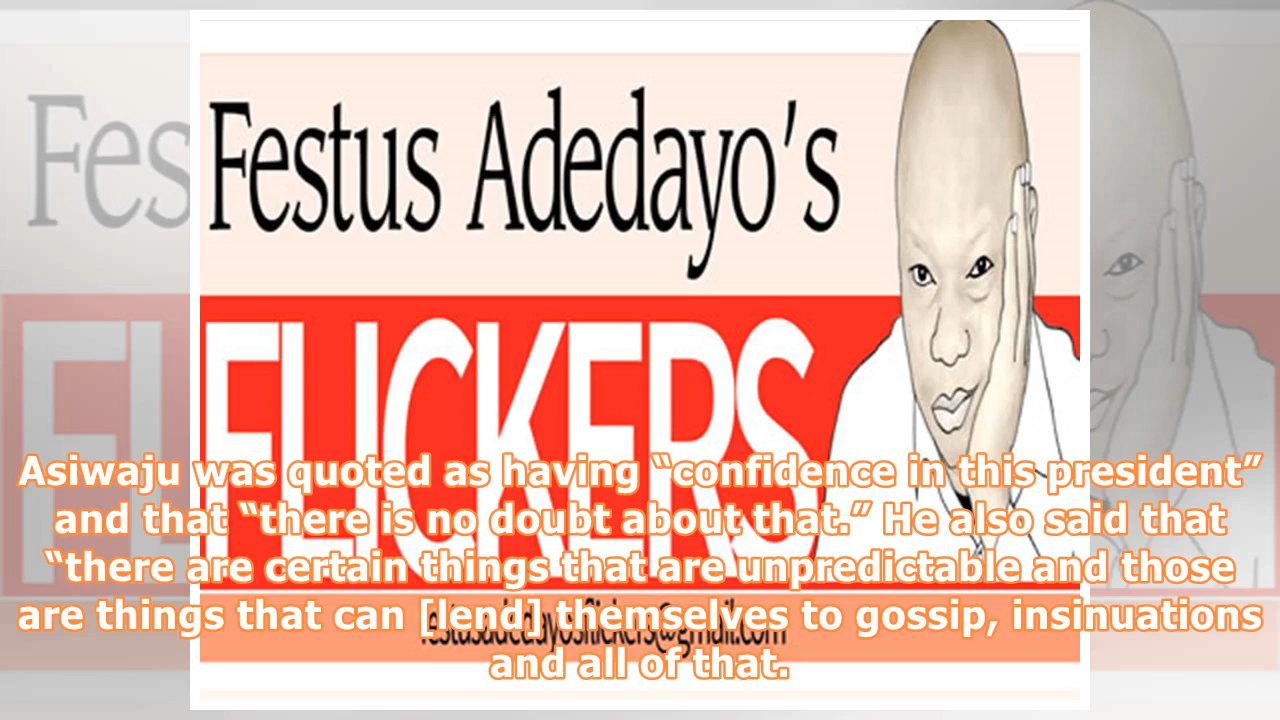 Festus Adedayo's
FLICKERS
Asiwaju was quoted as having “confidence in this president”
and that “there is no doubt about that.” He also said that
“there are certain things that are unpredictable and those
are things that can [lend] themselves to gossip, insinuations
festusadedayosflickers@gmail.com
and all of that.